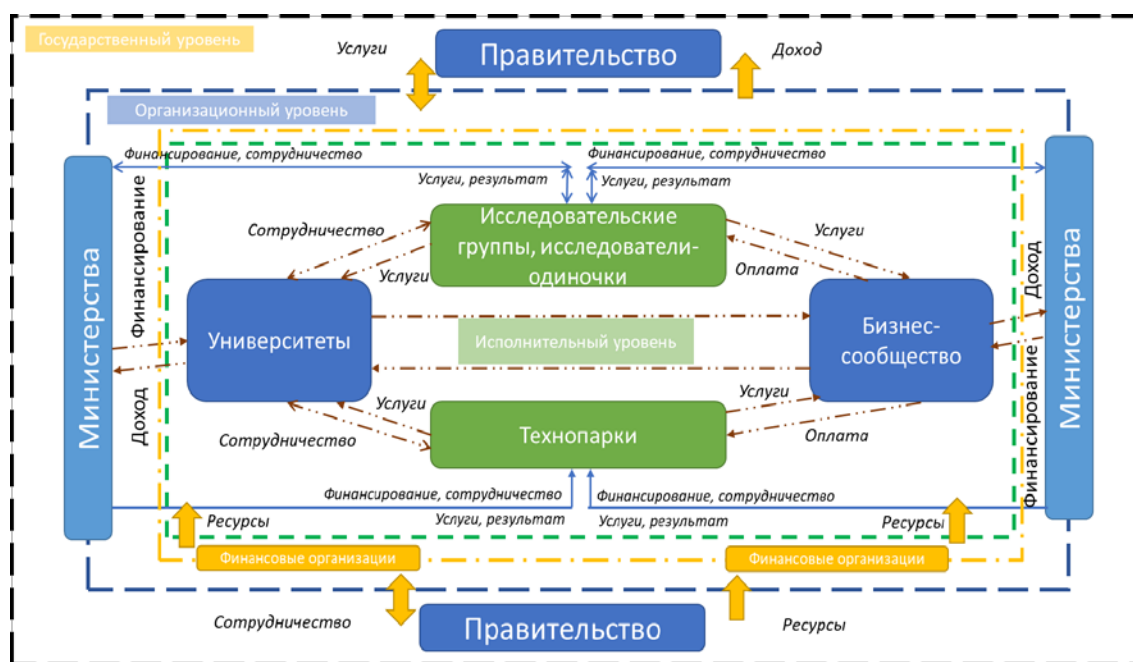 Государственный уровень
Услуги
Правительство
Доход
Организационный уровень
Финансирование, сотрудничество
Финансирование, сотрудничество
Услуги, результат
Услуги, результат
Министерства
Финансирование
Сотрудничество
Исследовательские
группы, исследователи-
одиночки
Услуги
Услуги
Оплата
Доход
Министерства
Университеты
Исполнительный уровень
Бизнес-
сообщество
Доход
Финансирование
Услуги
Сотрудничество
Технопарки
Услуги
Оплата
Финансирование, сотрудничество
Финансирование, сотрудничество
Услуги, результат
Услуги, результат
Ресурсы
Ресурсы
Финансовые организации
Финансовые организации
Сотрудничество
Правительство
Ресурсы